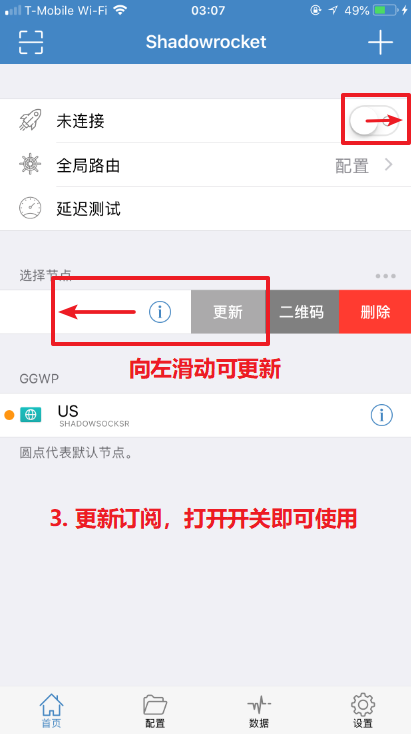 T-Mobile Wi-Fi 03:07 49%
Shadowrocket
未连接
全局路由 配置
延迟测试
选择节点
更新 二维码 删除
向左滑动可更新
GGWP
US
SHADOWSOCKSR
圆点代表默认节点。
3. 更新订阅，打开开关即可使用
首页 配置 数据 设置